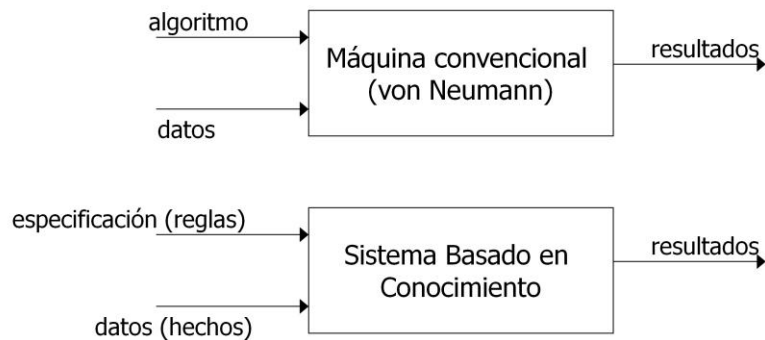 algoritmo
Máquina convencional
(von Neumann)
resultados
datos
especificación (reglas)
Sistema Basado en
Conocimiento
resultados
datos (hechos)